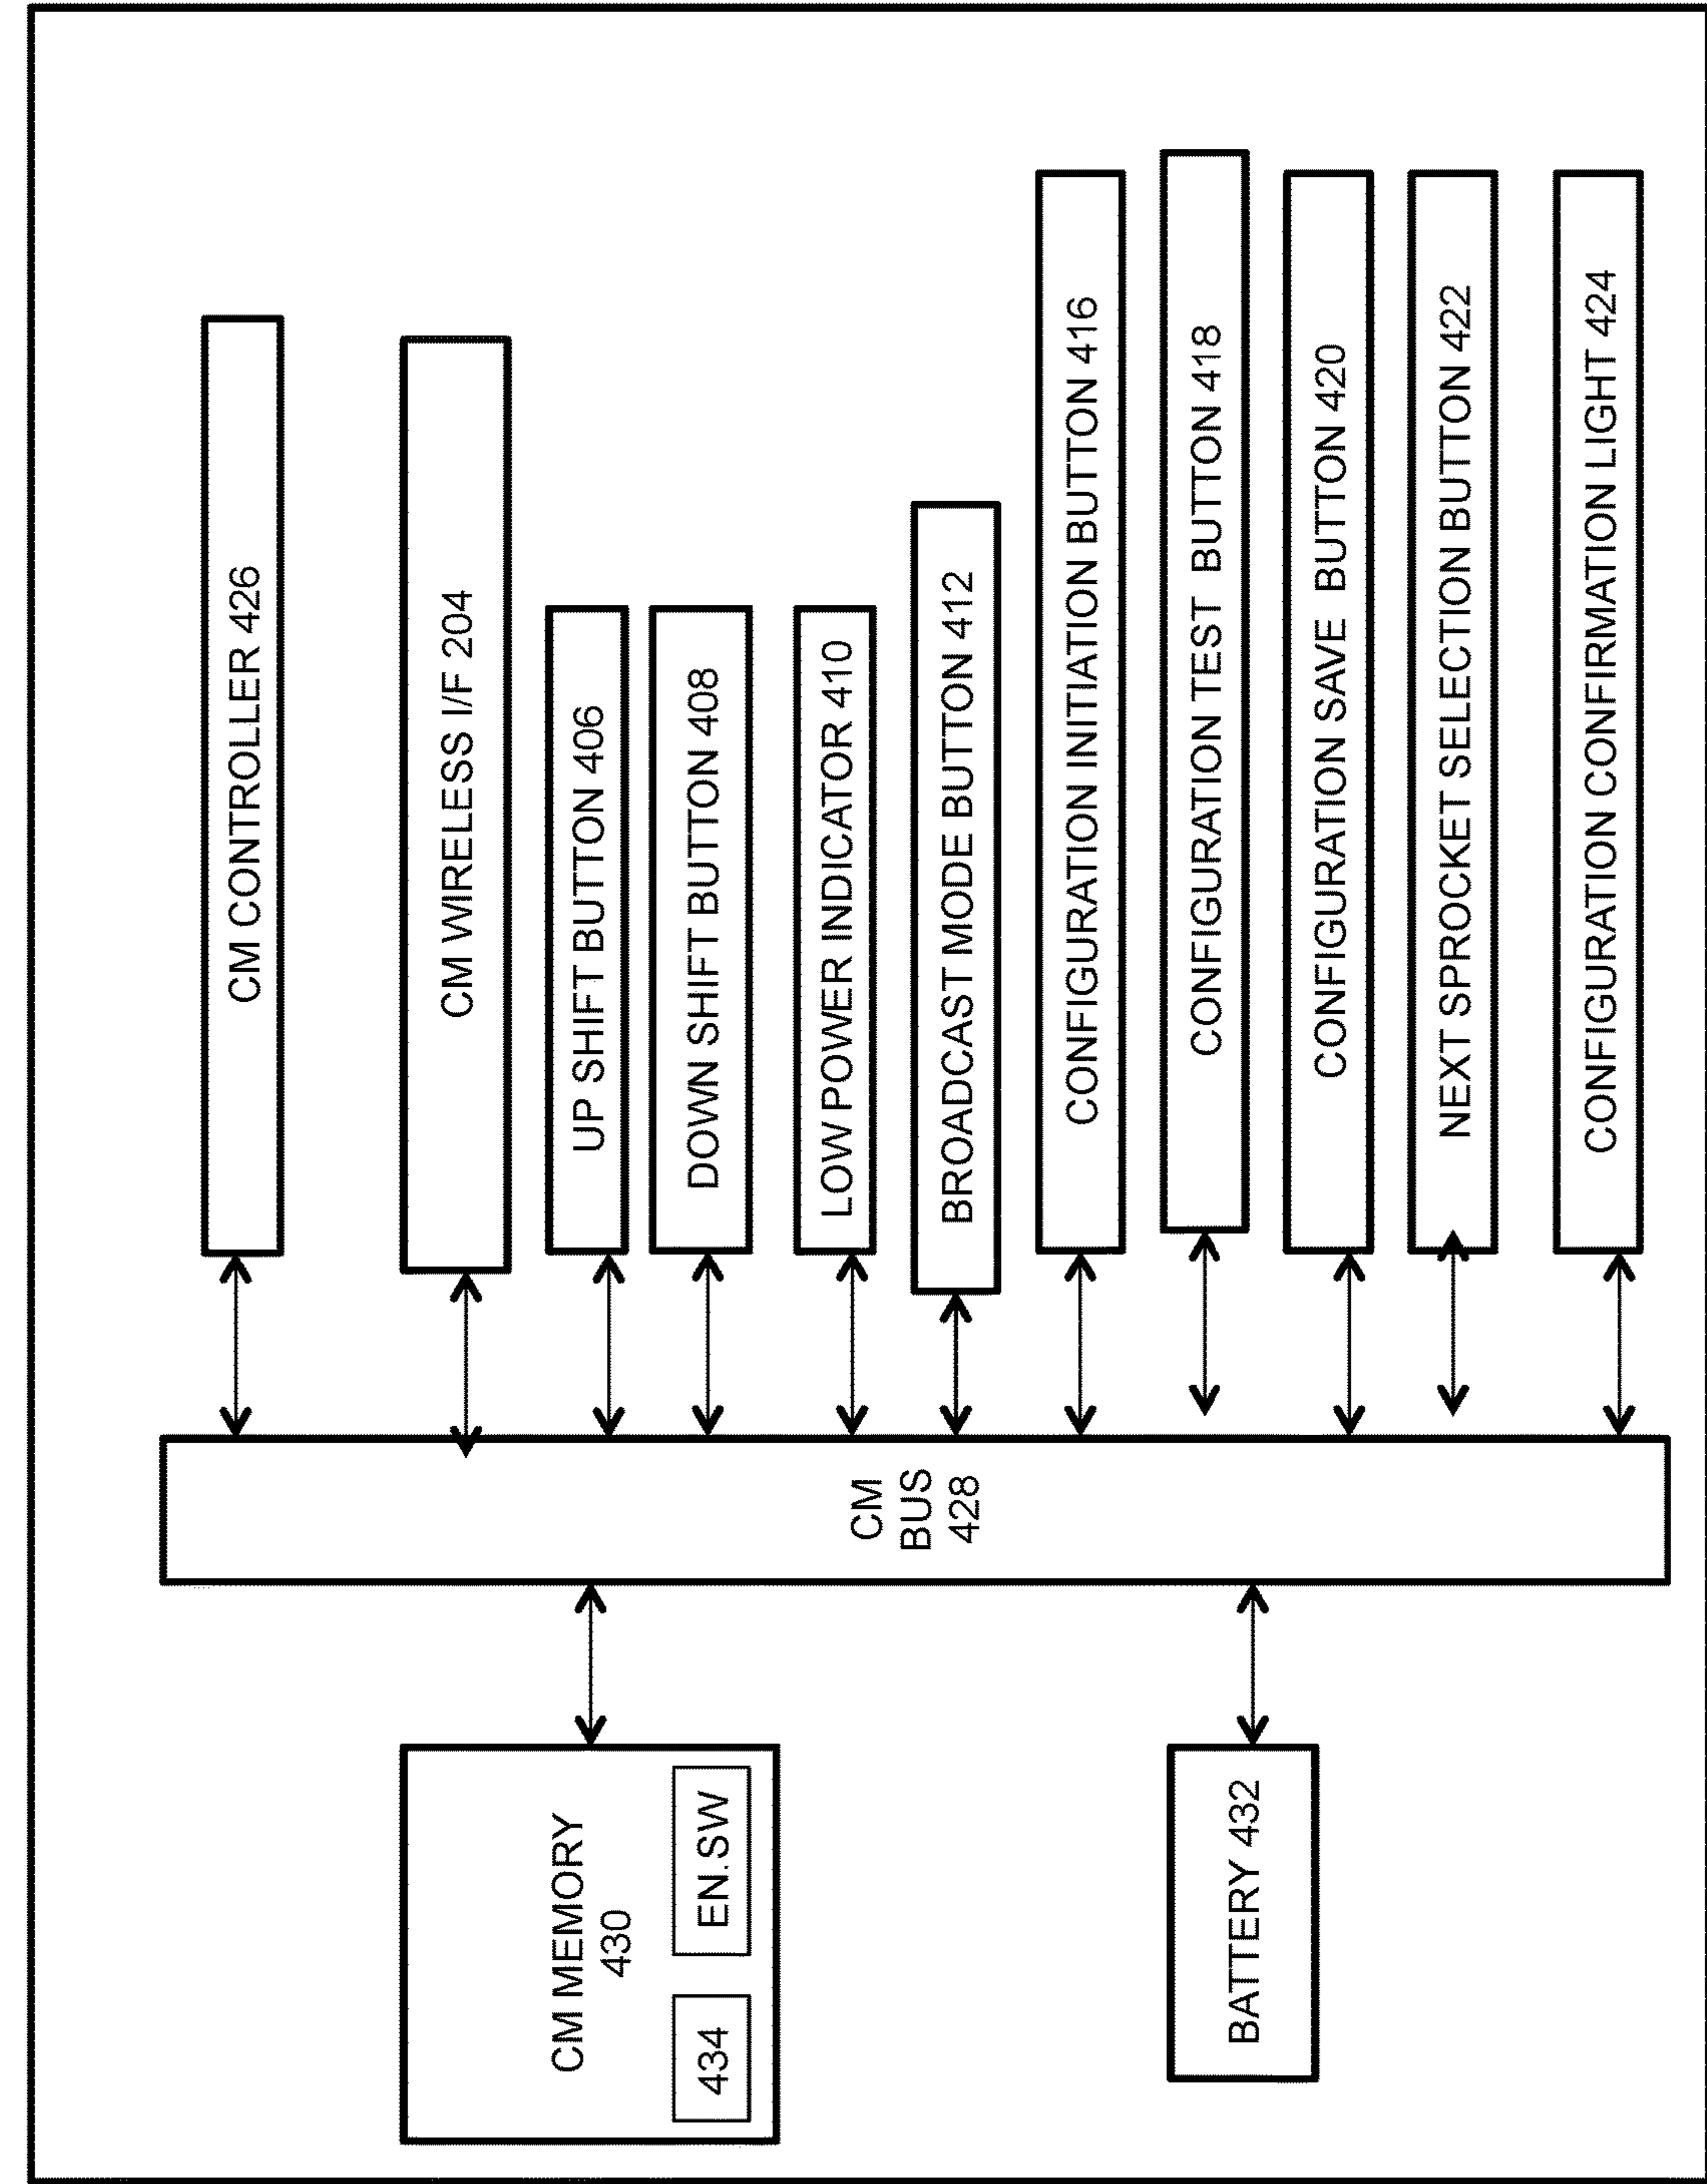 CM CONTROLLER 426
CM WIRELESS I/F 204
UP SHIFT BUTTON 406
DOWN SHIFT BUTTON 408
LOW POWER INDICATOR 410
BROADCAST MODE BUTTON 412
CONFIGURATION INITIATION BUTTON 416
CONFIGURATION TEST BUTTON 418
CONFIGURATION SAVE BUTTON 420
NEXT SPROCKET SELECTION BUTTON 422
CONFIGURATION CONFIRMATION LIGHT 424
CM
BUS
428
CM MEMORY
430
434
EN.SW
BATTERY 432